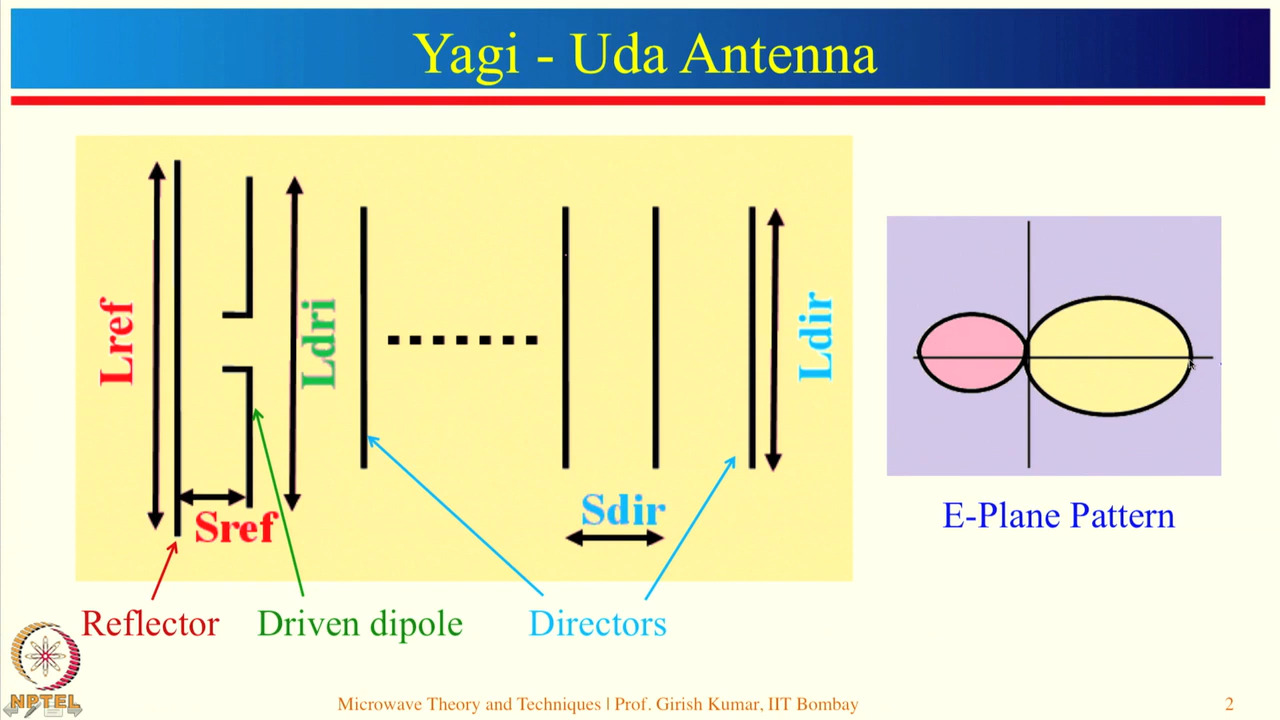 Yagi - Uda Antenna
Lref
Ldri
Ldir
Sref
Sdir
E-Plane Pattern
Reflector
Driven dipole
Directors
NPTEL
Microwave Theory and Techniques | Prof. Girish Kumar, IIT Bombay
2